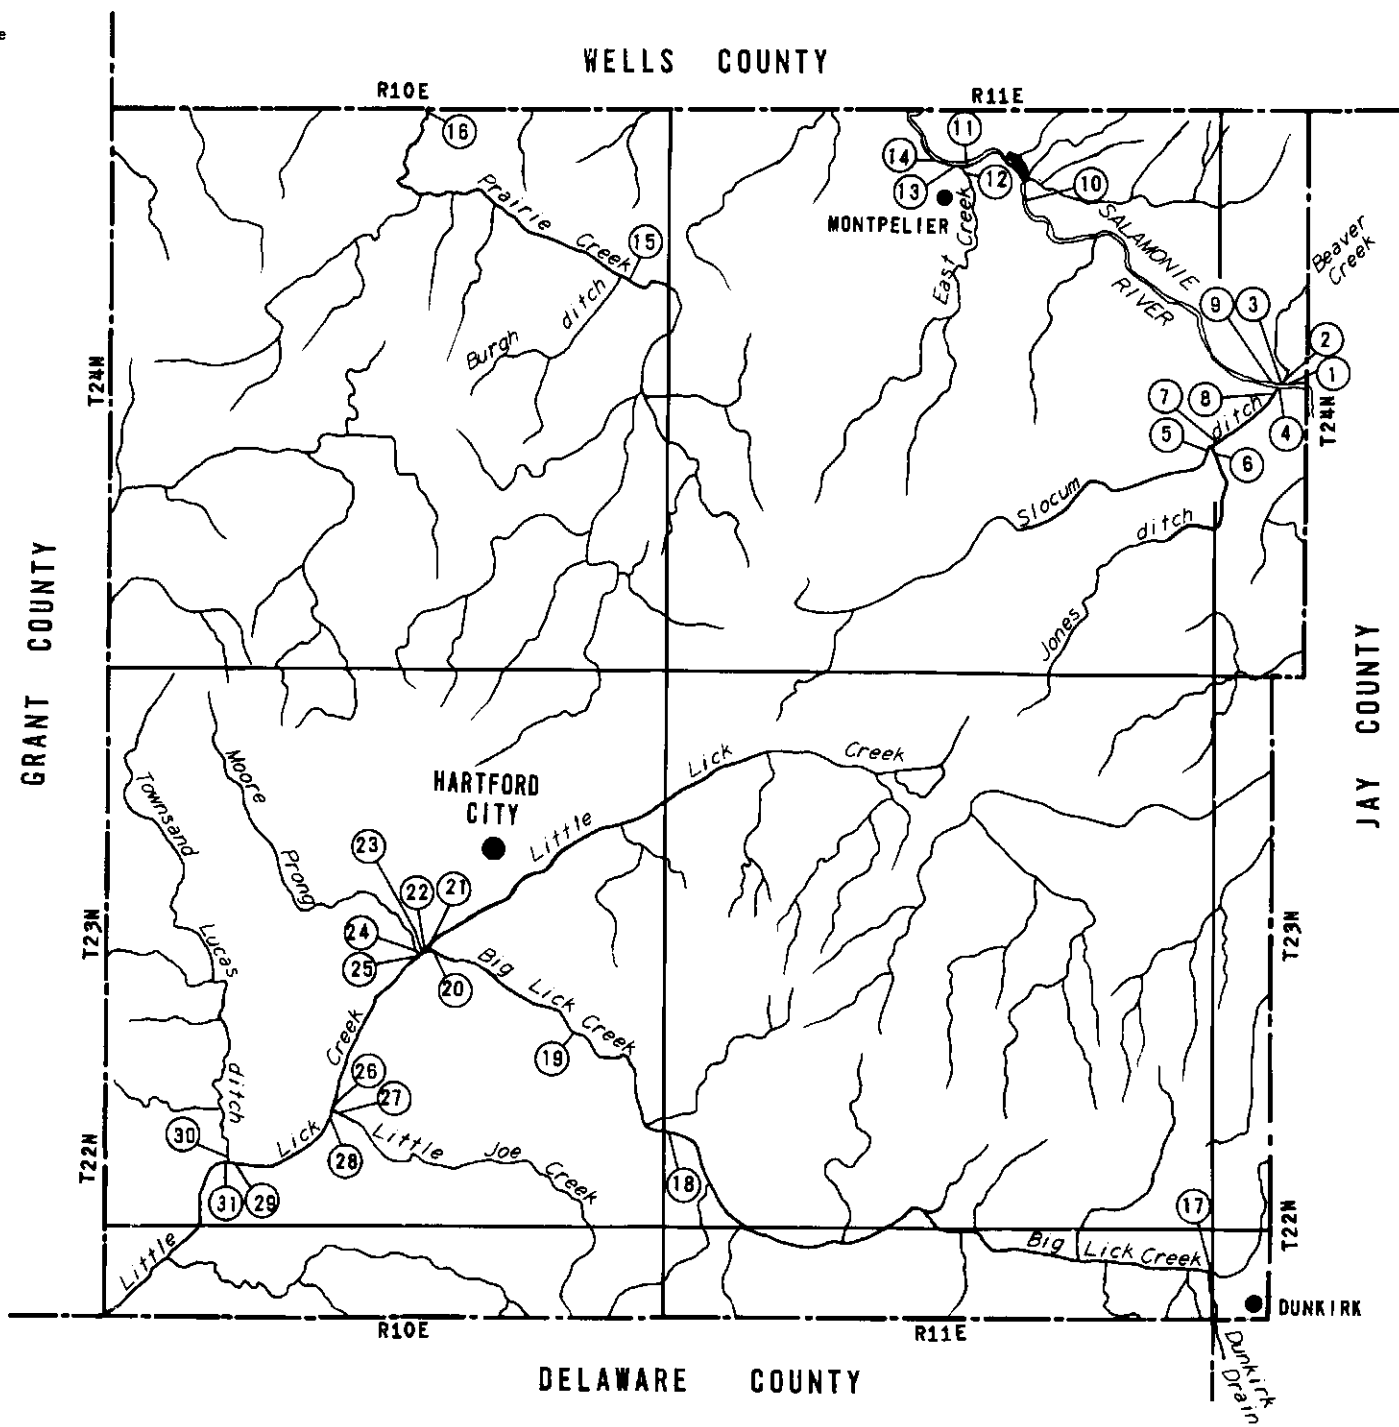 e
WELLS COUNTY
R10E
R11E
16
11
14
12
13
10
MONTPELIER
Prairie Creek
15
East Creek
SALAMONIE
RIVER
Beaver
Creek
Burgh ditch
9
3
2
1
T24N
7
8
4
T24N
ditch
5
6
Slocum
ditch
GRANT COUNTY
Jones
JAY COUNTY
Moore
Prong
Townsand
Lucas
ditch
HARTFORD
CITY
Lick Creek
Little
23
22
21
24
25
20
T23N
T23N
Big Lick Creek
19
Creek
26
27
30
Lick
28
Little Joe Creek
T22N
31
29
18
17
T22N
Little
Big Lick Creek
DUNKIRK
R10E
R11E
Dunkirk
Drain
DELAWARE COUNTY